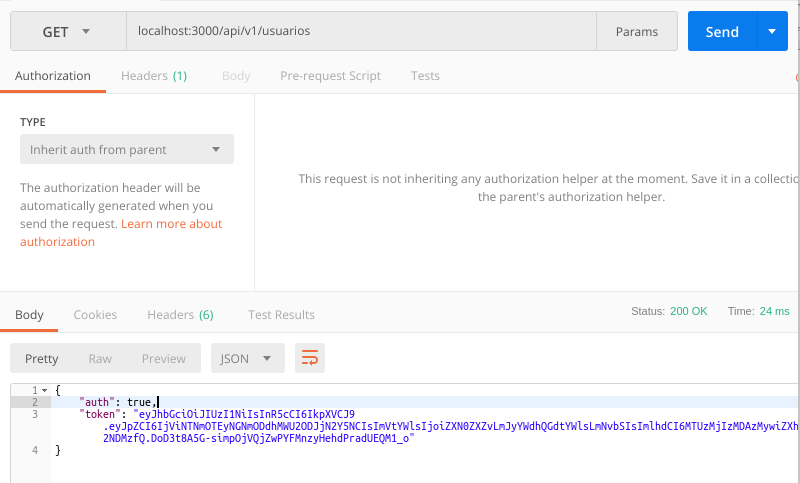 GET localhost:3000/api/v1/usuarios Params Send
Authorization Headers (1) Body Pre-request Script Tests
TYPE
Inherit auth from parent
This request is not inheriting any authorization helper at the moment. Save it in a collectio
the parent's authorization helper.
The authorization header will be
automatically generated when you
send the request. Learn more about
authorization
Body Cookies Headers (6) Test Results Status: 200 OK Time: 24 ms
Pretty Raw Preview JSON
1 {
2 "auth": true,
3 "token": "eyJhbGciOiJIUzI1NiIsInR5cCI6IkpXVCJ9
.eyJpZCI6IjViNTNmOTEyNGNmODdhMWU2ODJjN2Y5NCIsImVtYWlsIjoiZXN0ZXZvLmJyYWdhQGdtYWlsLmNvbSIsImlhdCI6MTUzMjIzMDAzMywiZXh
2NDMzfQ.DoD3t8A5G-simpOjVQjZwPYFMnzyHehdPradUEQM1_o"
4 }